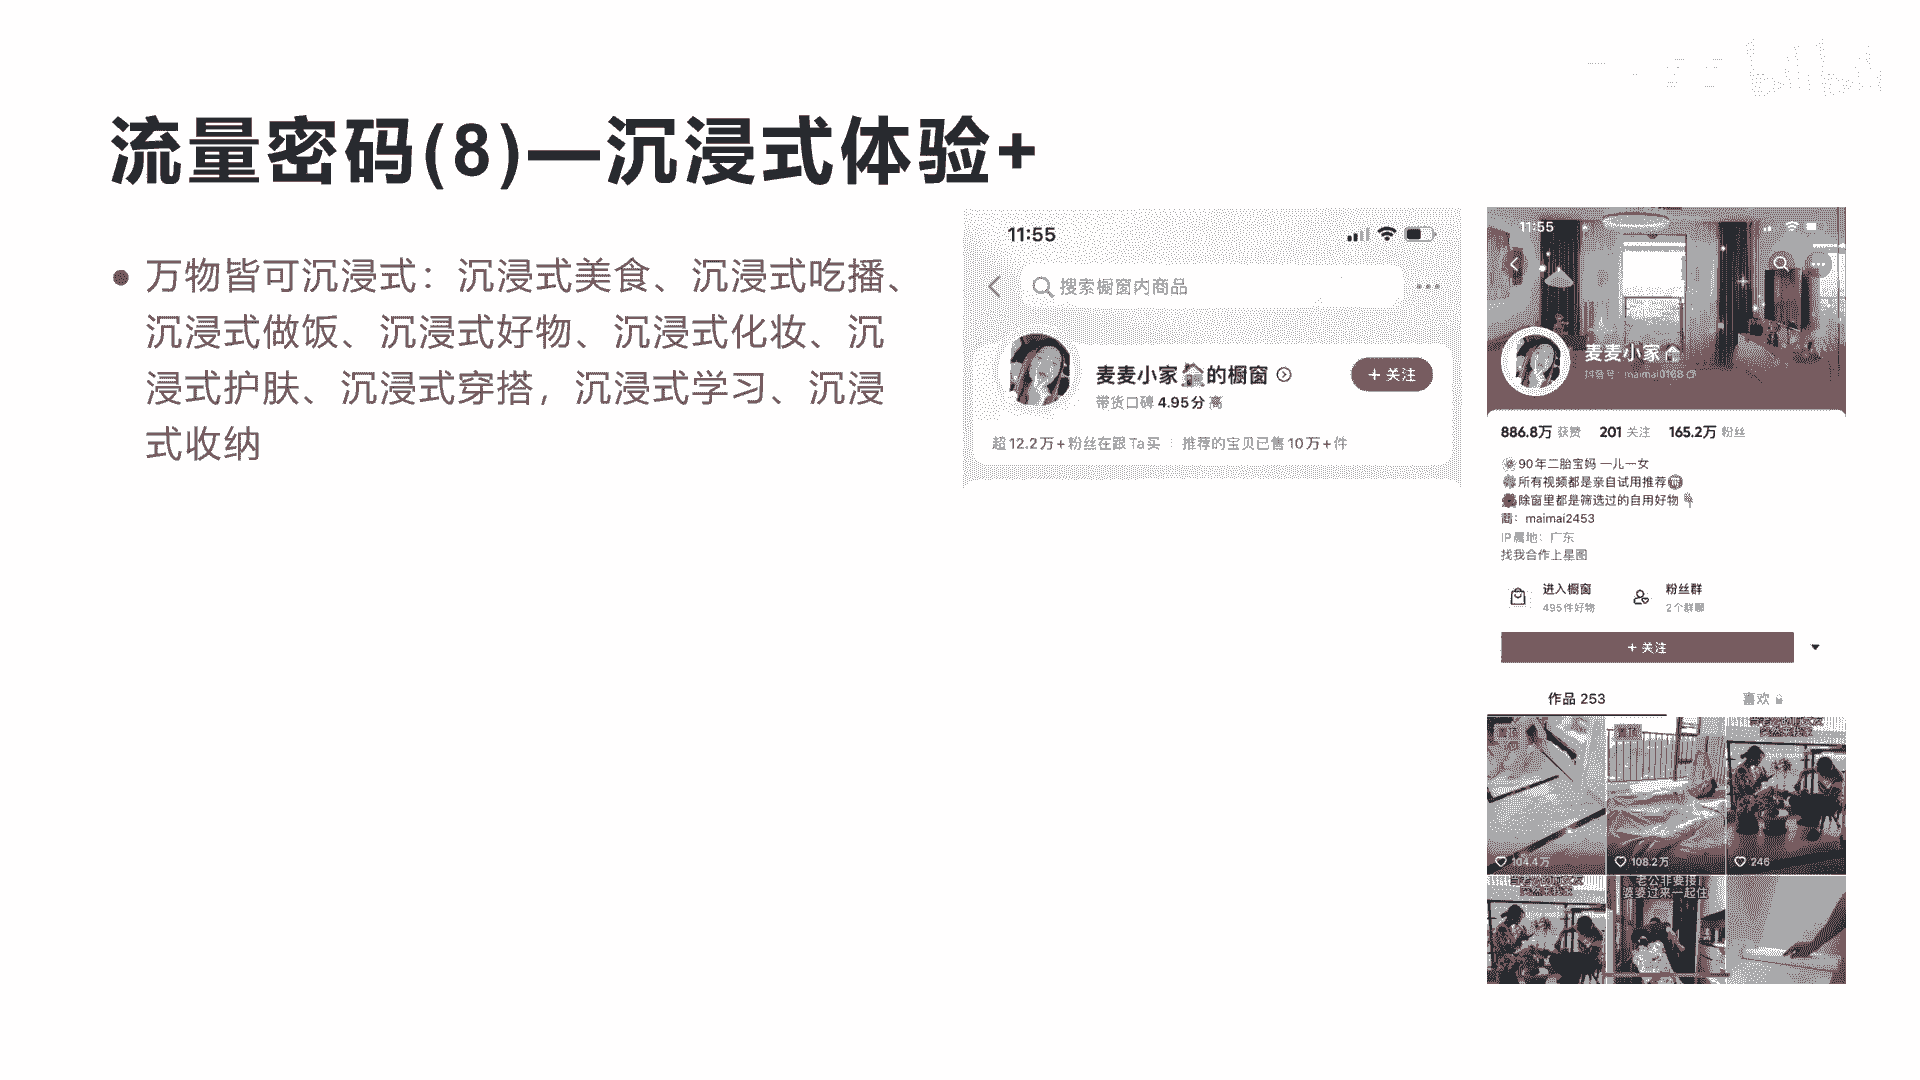 bilibili
流量密码(8)—沉浸式体验+
• 万物皆可沉浸式：沉浸式美食、沉浸式吃播、
沉浸式做饭、沉浸式好物、沉浸式化妆、沉
浸式护肤、沉浸式穿搭，沉浸式学习、沉浸
式收纳
11:55
搜索橱窗内商品
麦麦小家🏠的橱窗
+ 关注
带货口碑 4.95分 高
超12.2万+粉丝在跟Ta买 | 推荐的宝贝已售10万+件
11:55
麦麦小家🏠
抖音号：maimai0168
886.8万 获赞 201 关注 165.2万 粉丝
90年二胎宝妈 一儿一女
所有视频都是亲自试用推荐
除窗里都是筛选过的自用好物
商：maimai2453
IP属地：广东
找我合作上星图
进入橱窗
495件好物
粉丝群
2个群聊
+ 关注
作品 253
喜欢
置顶
置顶
104.4万
108.2万
246
老公非要接
婆婆过来一起住